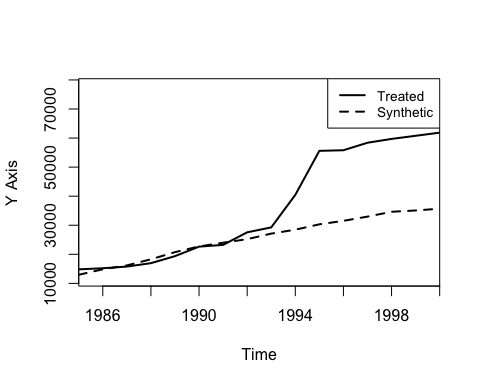 Treated
Synthetic
Y Axis
70000
50000
30000
10000
1986 1990 1994 1998
Time